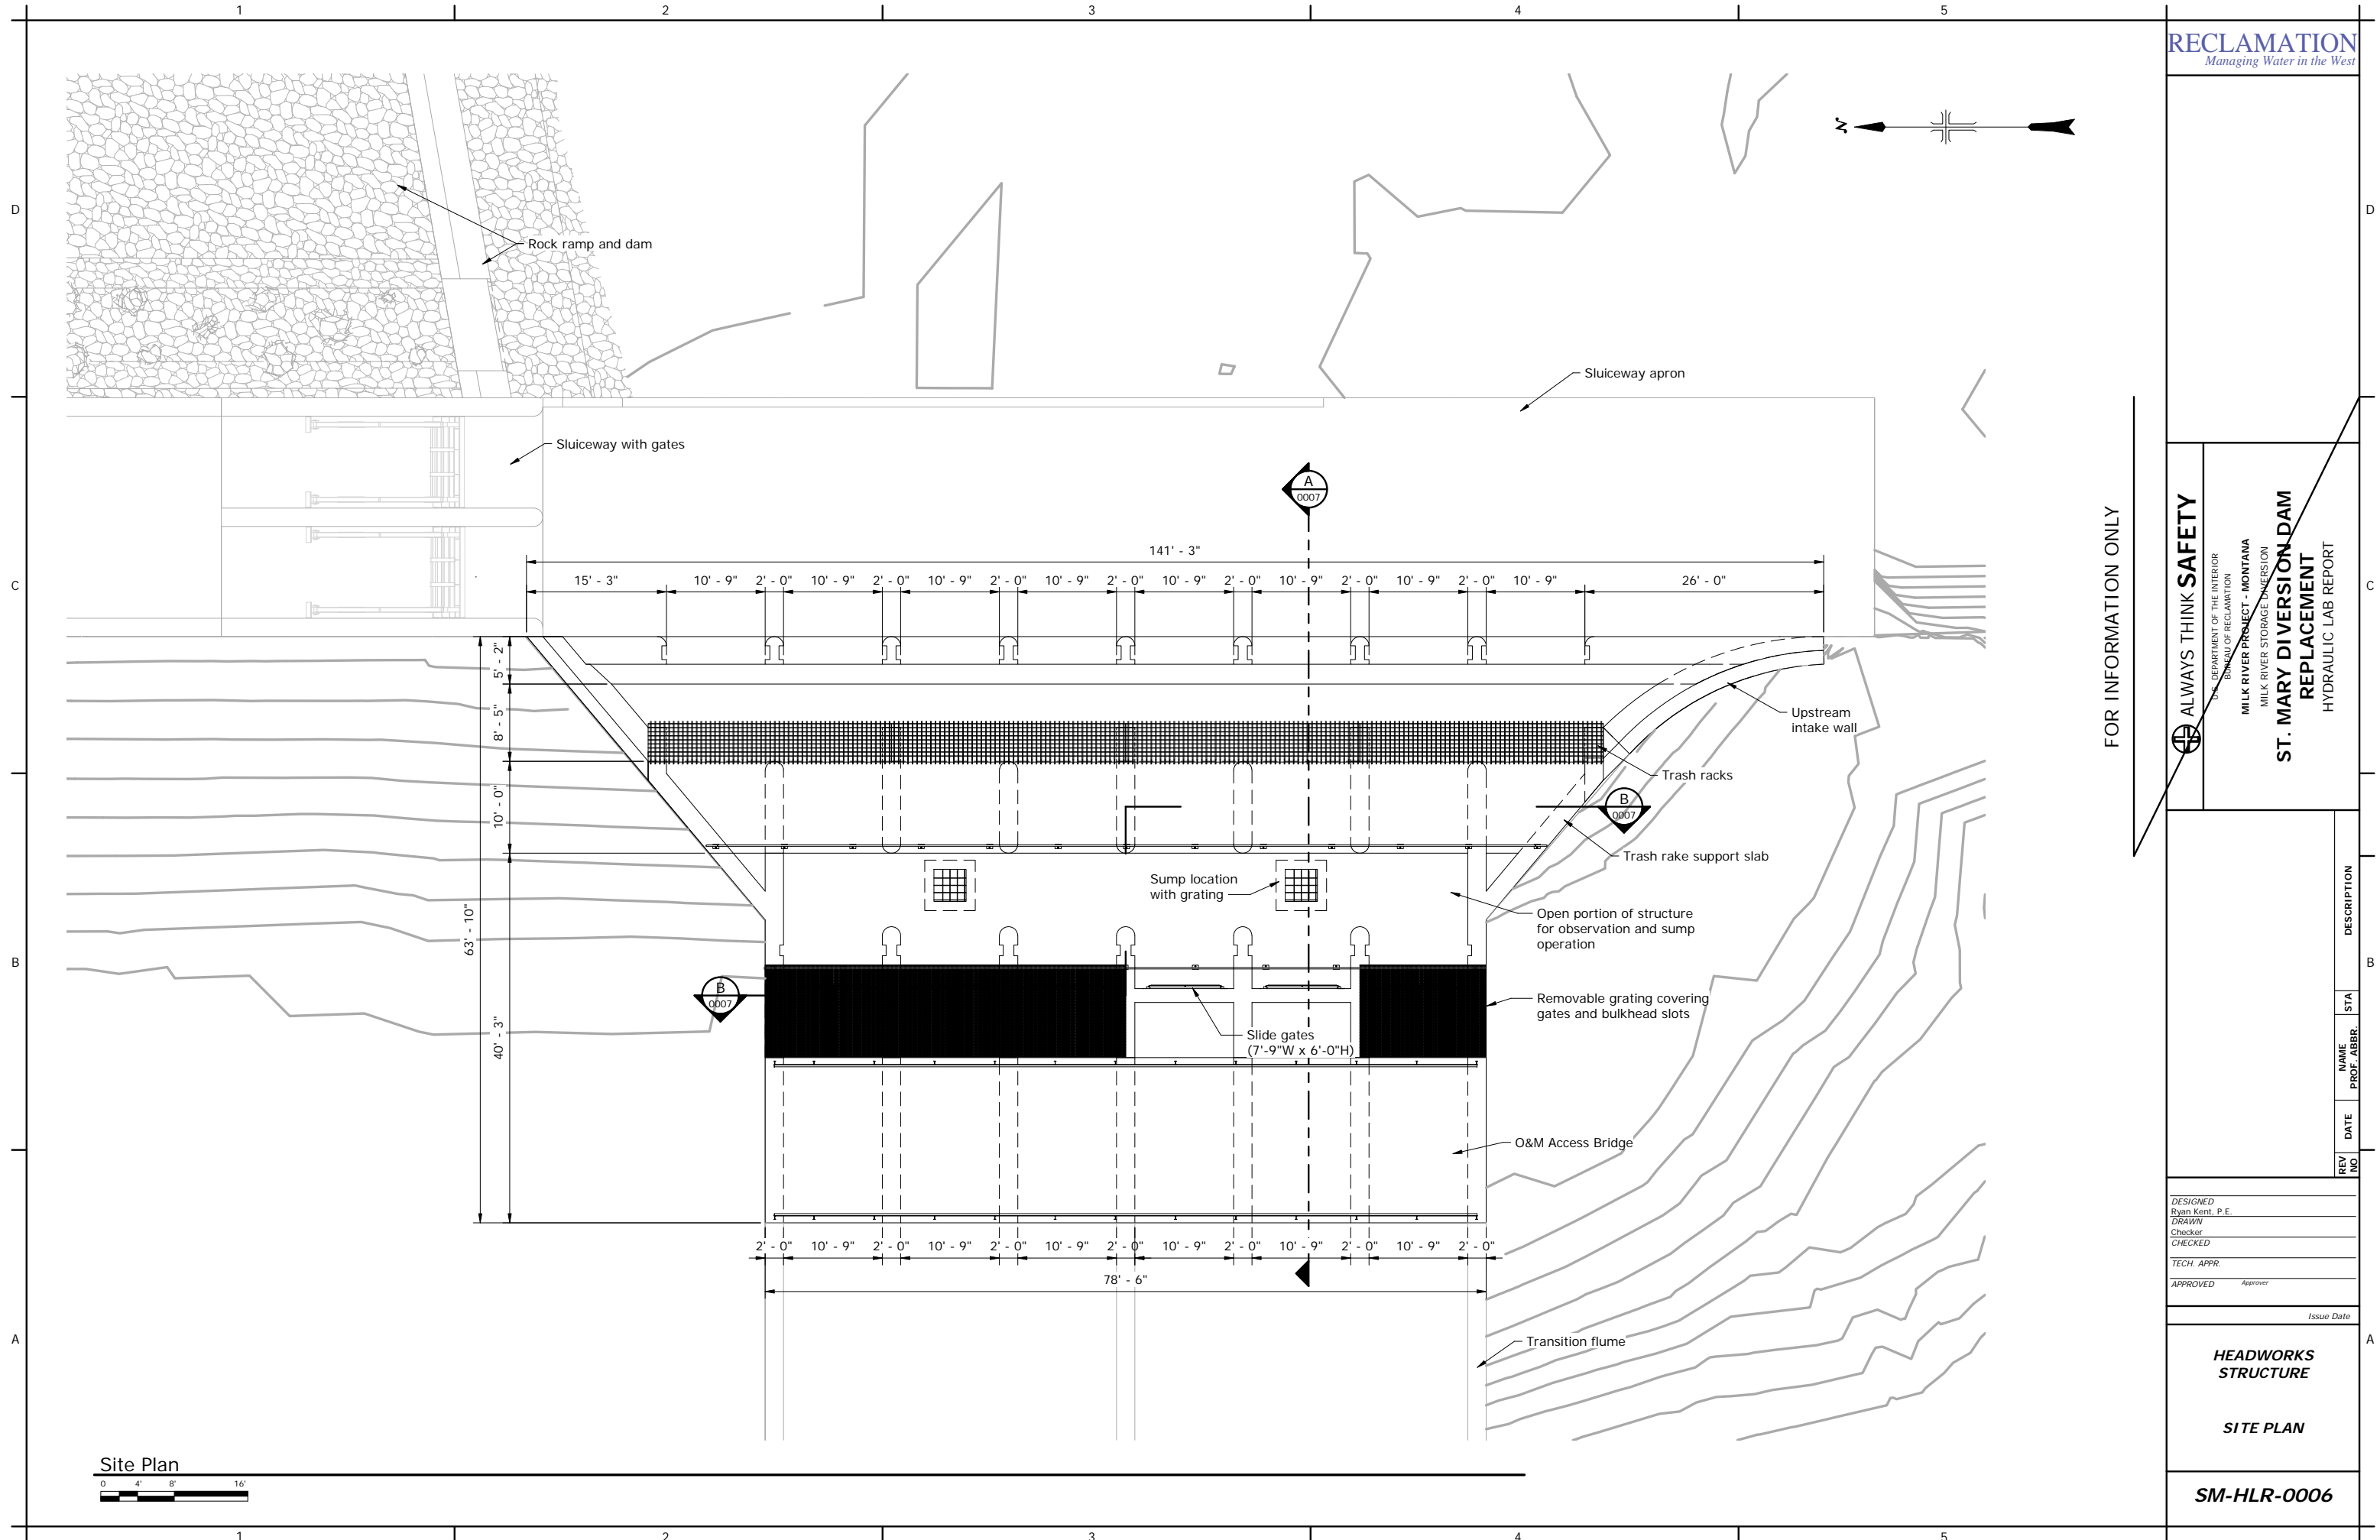 1 2 3 4 5
RECLAMATION
Managing Water in the West
N
D D
Rock ramp and dam
Sluiceway apron
Sluiceway with gates
A
0007
141' - 3"
15' - 3" 10' - 9" 2' - 0" 10' - 9" 2' - 0" 10' - 9" 2' - 0" 10' - 9" 2' - 0" 10' - 9" 2' - 0" 10' - 9" 2' - 0" 10' - 9" 2' - 0" 10' - 9" 26' - 0"
C C
5' - 2"
8' - 5"
10' - 0"
63' - 10"
40' - 3"
Upstream
intake wall
Trash racks
B
0007
Trash rake support slab
Sump location
with grating
Open portion of structure
for observation and sump
operation
B B
B
0007
Removable grating covering
gates and bulkhead slots
Slide gates
(7'-9"W x 6'-0"H)
O&M Access Bridge
2' - 0" 10' - 9" 2' - 0" 10' - 9" 2' - 0" 10' - 9" 2' - 0" 10' - 9" 2' - 0" 10' - 9" 2' - 0" 10' - 9" 2' - 0"
78' - 6"
Transition flume
A A
Site Plan
0 4' 8' 16'
FOR INFORMATION ONLY
ALWAYS THINK SAFETY
U.S. DEPARTMENT OF THE INTERIOR
BUREAU OF RECLAMATION
MILK RIVER PROJECT - MONTANA
MILK RIVER STORAGE DIVERSION
ST. MARY DIVERSION DAM
REPLACEMENT
HYDRAULIC LAB REPORT
DESCRIPTION
STA
NAME
PROF. ABBR.
DATE
REV
NO
DESIGNED
Ryan Kent, P.E.
DRAWN
Checker
CHECKED
TECH. APPR.
APPROVED Approver
Issue Date
HEADWORKS
STRUCTURE
SITE PLAN
SM-HLR-0006
1 2 3 4 5